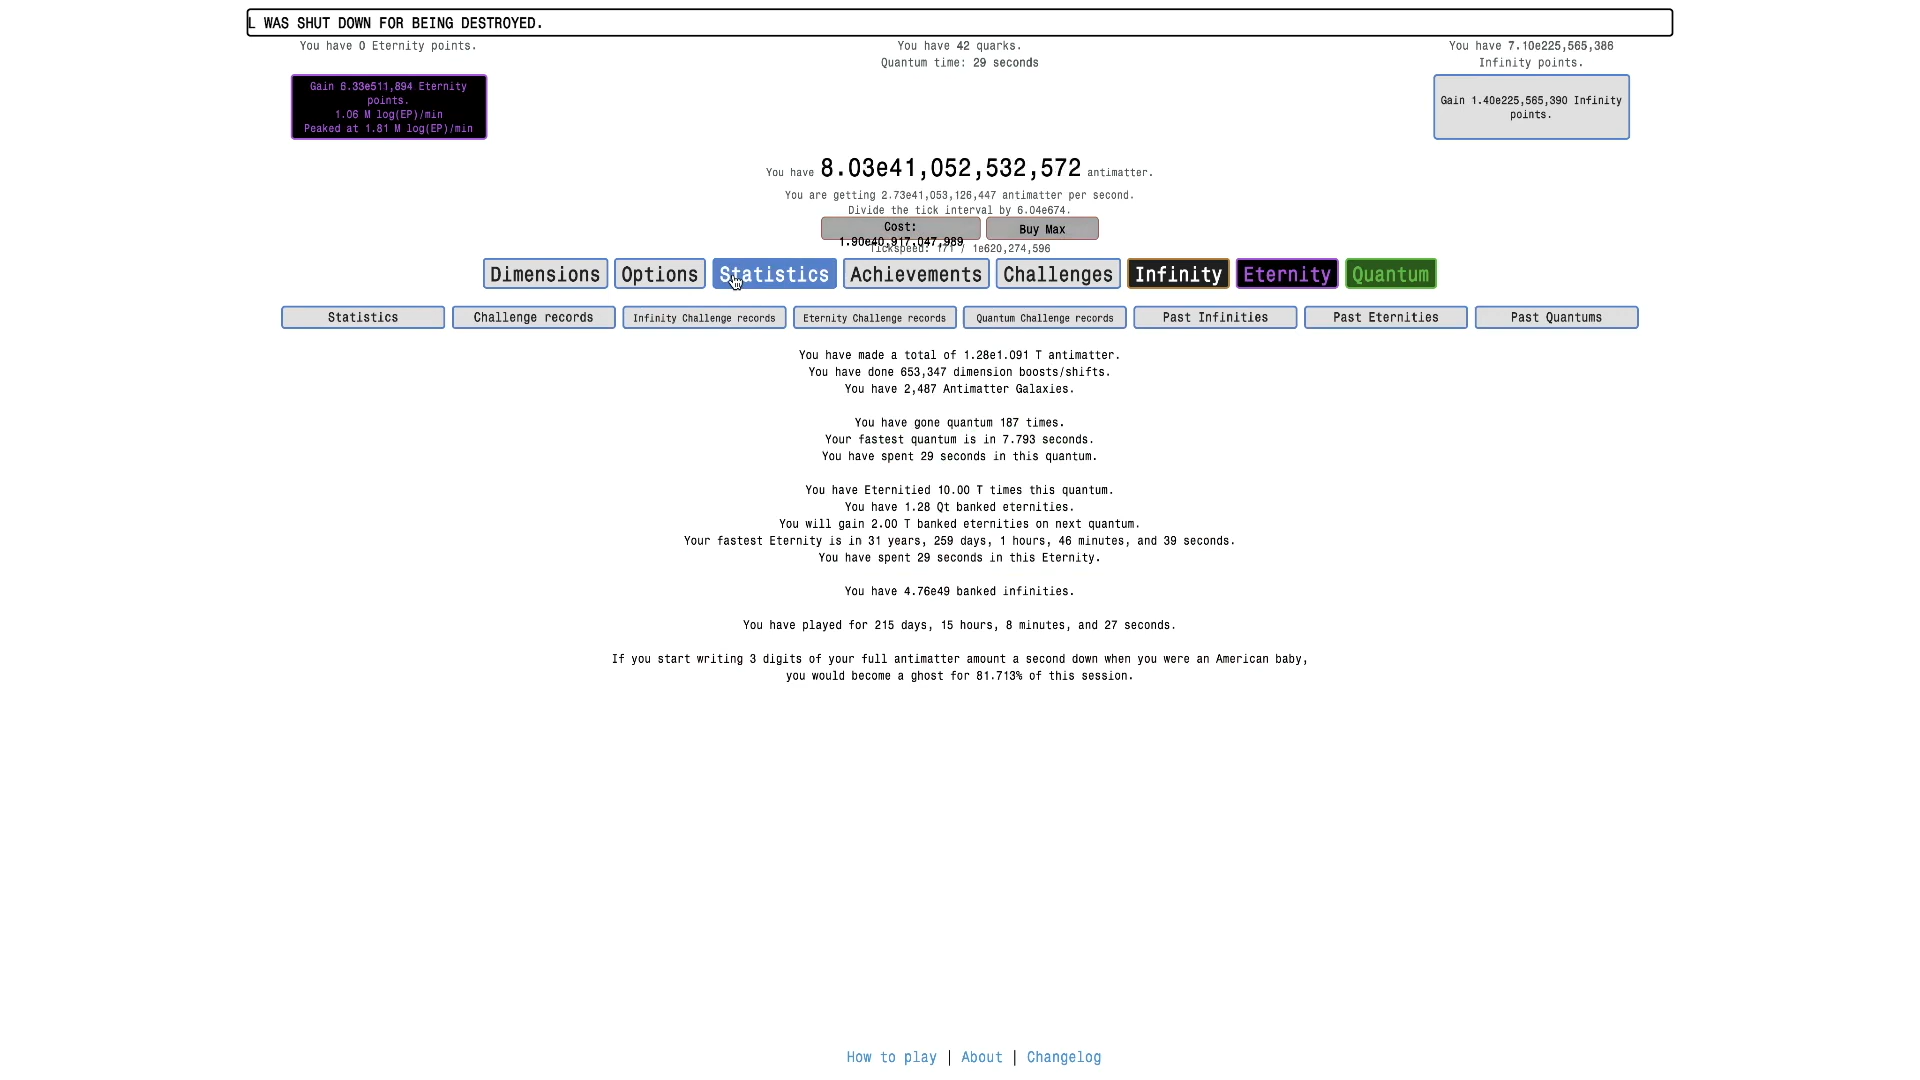 L WAS SHUT DOWN FOR BEING DESTROYED.
You have 0 Eternity points.
You have 42 quarks.
Quantum time: 29 seconds
You have 7.10e225,565,386
Infinity points.
Gain 6.33e511,894 Eternity
points.
1.06 M log(EP)/min
Peaked at 1.81 M log(EP)/min
Gain 1.40e225,565,390 Infinity
points.
You have 8.03e41,052,532,572 antimatter.
You are getting 2.73e41,053,126,447 antimatter per second.
Divide the tick interval by 6.04e674.
Cost:
1.90e40,917,047,989
Buy Max
Tickspeed: 171 / 1e620,274,596
Dimensions Options Statistics Achievements Challenges Infinity Eternity Quantum
Statistics Challenge records Infinity Challenge records Eternity Challenge records Quantum Challenge records Past Infinities Past Eternities Past Quantums
You have made a total of 1.28e1.091 T antimatter.
You have done 653,347 dimension boosts/shifts.
You have 2,487 Antimatter Galaxies.
You have gone quantum 187 times.
Your fastest quantum is in 7.793 seconds.
You have spent 29 seconds in this quantum.
You have Eternitied 10.00 T times this quantum.
You have 1.28 Qt banked eternities.
You will gain 2.00 T banked eternities on next quantum.
Your fastest Eternity is in 31 years, 259 days, 1 hours, 46 minutes, and 39 seconds.
You have spent 29 seconds in this Eternity.
You have 4.76e49 banked infinities.
You have played for 215 days, 15 hours, 8 minutes, and 27 seconds.
If you start writing 3 digits of your full antimatter amount a second down when you were an American baby,
you would become a ghost for 81.713% of this session.
How to play | About | Changelog